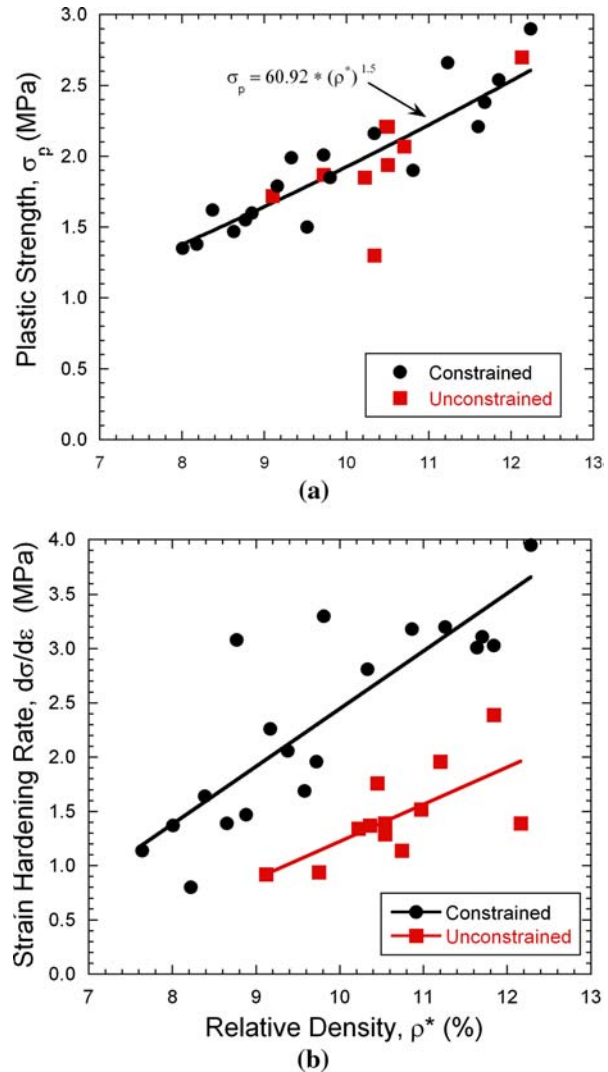 3.0
2.5
2.0
1.5
1.0
0.5
0.0
Plastic Strength, σp (MPa)
σp = 60.92 * (ρ*)^1.5
Constrained
Unconstrained
7 8 9 10 11 12 13
(a)
4.0
3.5
3.0
2.5
2.0
1.5
1.0
0.5
0.0
Strain Hardening Rate, dσ/dε (MPa)
Constrained
Unconstrained
7 8 9 10 11 12 13
Relative Density, ρ* (%)
(b)